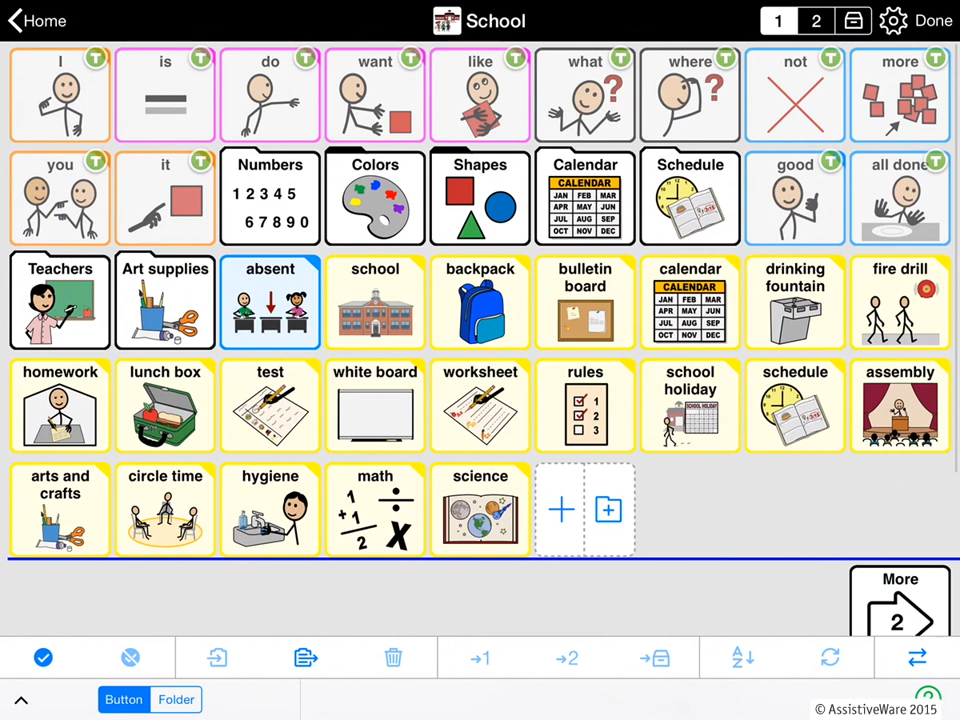 Home
School
1
2
Done
I
is
do
want
like
what
where
not
more
T
T
T
T
T
T
T
T
T
?
?
you
it
Numbers
Colors
Shapes
Calendar
Schedule
good
all done
T
T
T
T
1 2 3 4 5
6 7 8 9 0
CALENDAR
JAN FEB MAR
APR MAY JUN
JUL AUG SEP
OCT NOV DEC
Teachers
Art supplies
absent
school
backpack
bulletin
board
calendar
drinking
fountain
fire drill
CALENDAR
JAN FEB MAR
APR MAY JUN
JUL AUG SEP
OCT NOV DEC
homework
lunch box
test
white board
worksheet
rules
school
holiday
schedule
assembly
1
2
3
arts and
crafts
circle time
hygiene
math
science
1
+1
2
÷
X
More
2
→1
→2
A
Z
Button
Folder
?
© AssistiveWare 2015